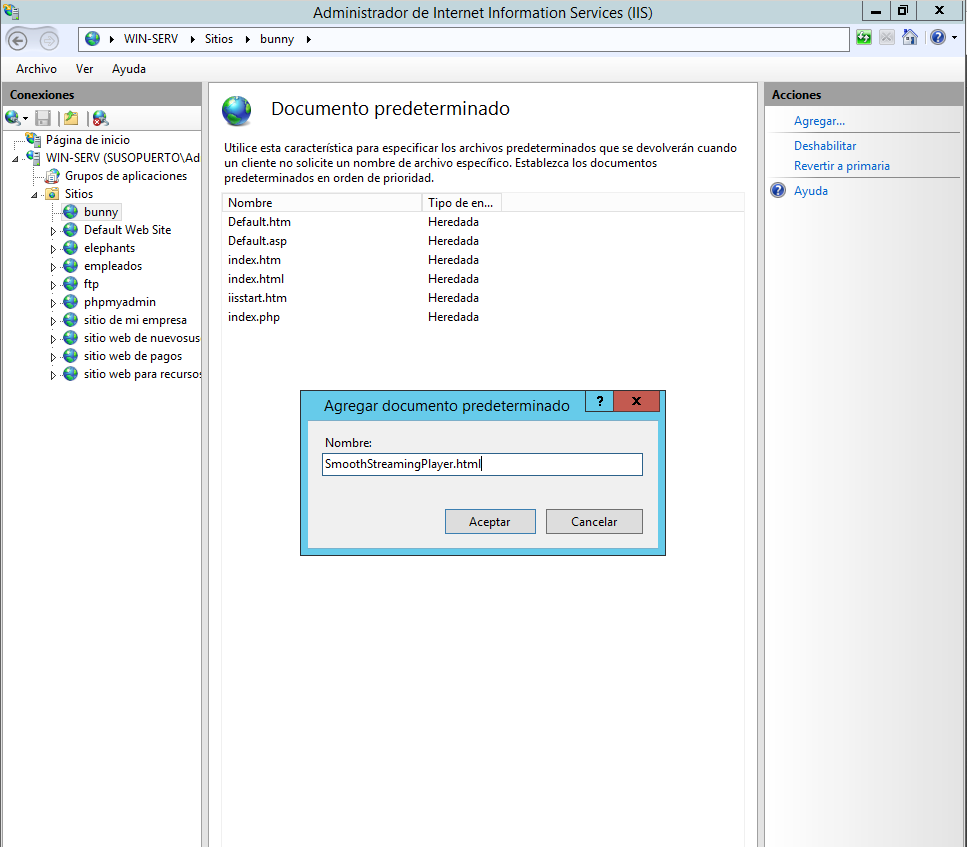 Administrador de Internet Information Services (IIS)
WIN-SERV
Sitios
bunny
Archivo Ver Ayuda
Conexiones
Página de inicio
WIN-SERV (SUSOPUERTO\Ad
Grupos de aplicaciones
Sitios
bunny
Default Web Site
elephants
empleados
ftp
phpmyadmin
sitio de mi empresa
sitio web de nuevosus
sitio web de pagos
sitio web para recursos
Documento predeterminado
Utilice esta característica para especificar los archivos predeterminados que se devolverán cuando
un cliente no solicite un nombre de archivo específico. Establezca los documentos
predeterminados en orden de prioridad.
Nombre Tipo de en...
Default.htm Heredada
Default.asp Heredada
index.htm Heredada
index.html Heredada
iisstart.htm Heredada
index.php Heredada
Agregar documento predeterminado
? x
Nombre:
SmoothStreamingPlayer.html
Aceptar Cancelar
Acciones
Agregar...
Deshabilitar
Revertir a primaria
Ayuda